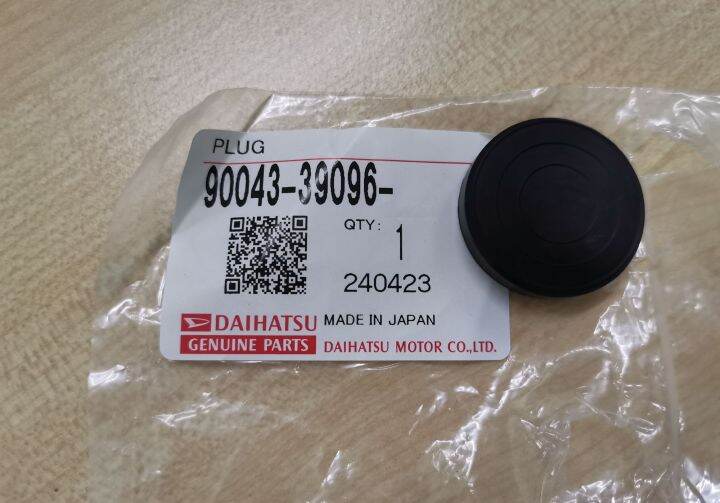 PLUG
90043-39096-
QTY: 1
240423
DAIHATSU MADE IN JAPAN
GENUINE PARTS DAIHATSU MOTOR CO.,LTD.